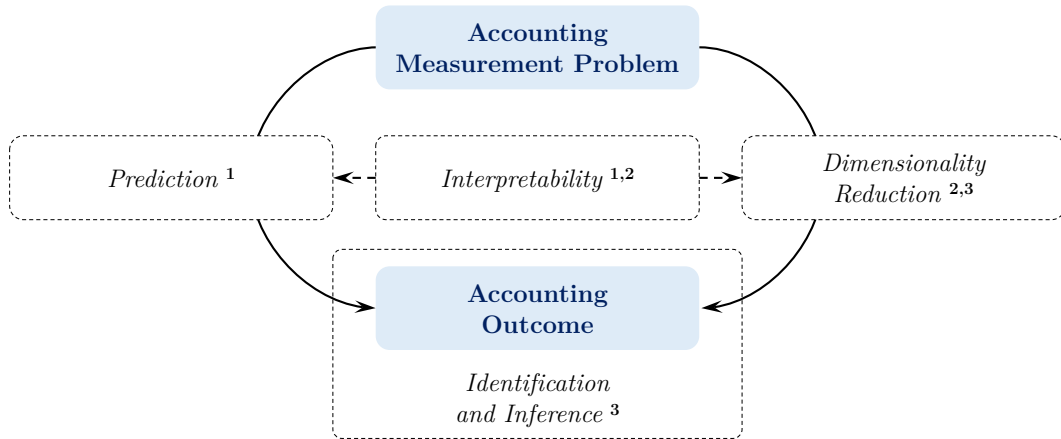 Accounting
Measurement Problem
Prediction 1
Interpretability 1,2
Dimensionality
Reduction 2,3
Accounting
Outcome
Identification
and Inference 3